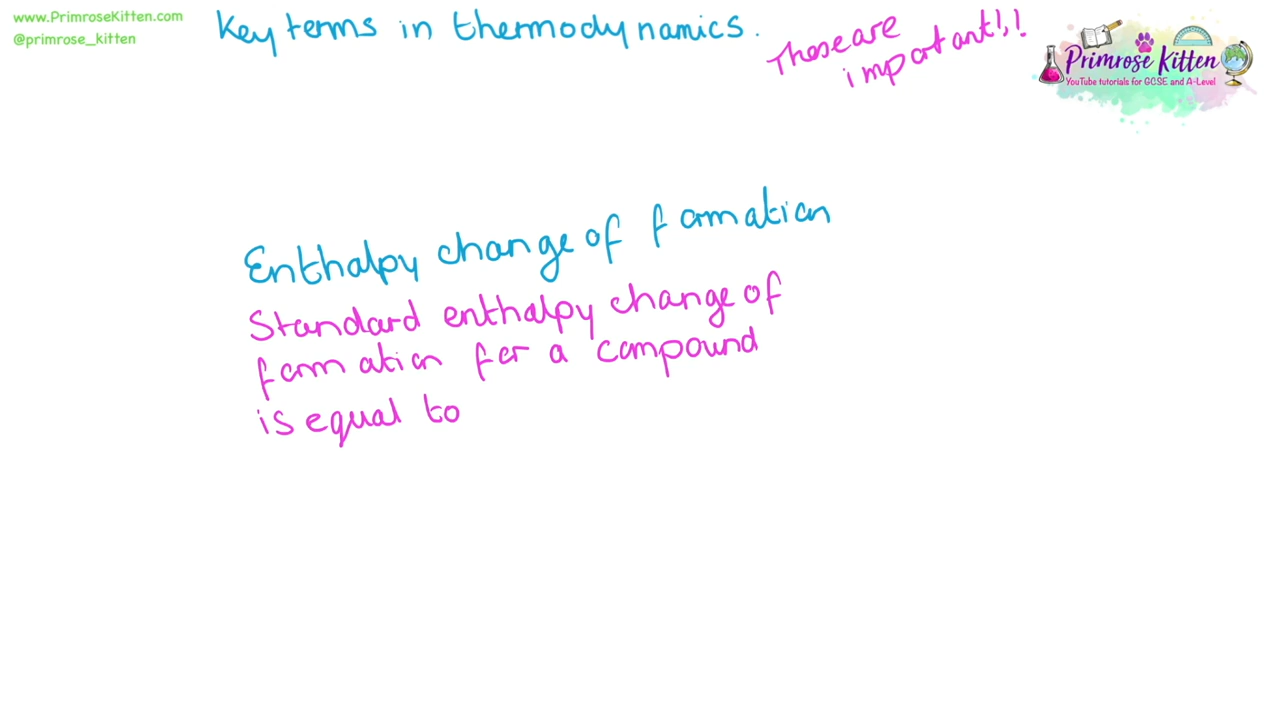 www.PrimroseKitten.com
@primrose_kitten
Key terms in thermodynamics.
These are
important!!!
Primrose Kitten
YouTube tutorials for GCSE and A-Level
Enthalpy change of formation
Standard enthalpy change of
formation for a compound
is equal to